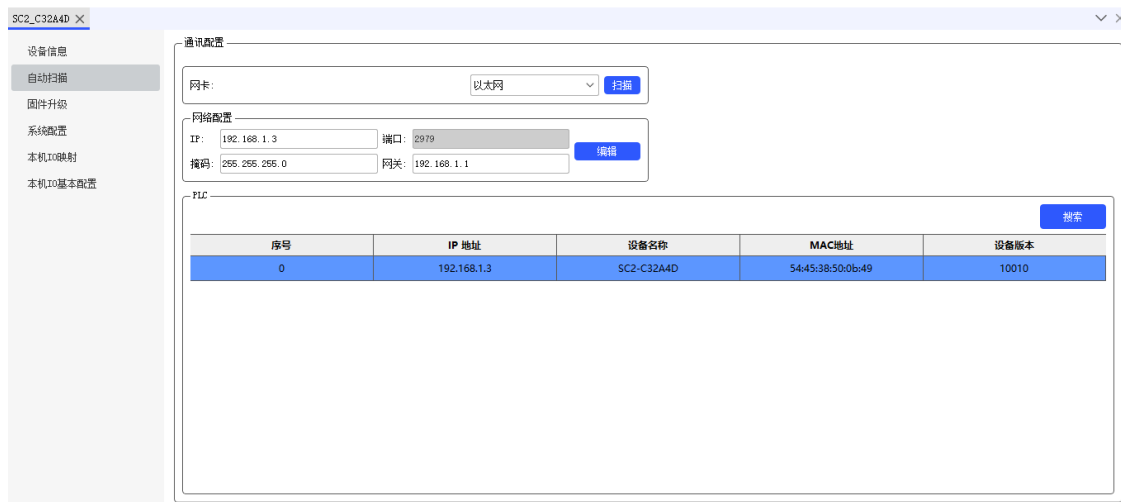 SC2_C32A4D
设备信息
自动扫描
固件升级
系统配置
本机IO映射
本机IO基本配置
通讯配置
网卡: 以太网 扫描
网络配置
IP: 192.168.1.3 端口: 2979
编辑
掩码: 255.255.255.0 网关: 192.168.1.1
PLC
搜索
序号 IP 地址 设备名称 MAC地址 设备版本
0 192.168.1.3 SC2-C32A4D 54:45:38:50:0b:49 10010